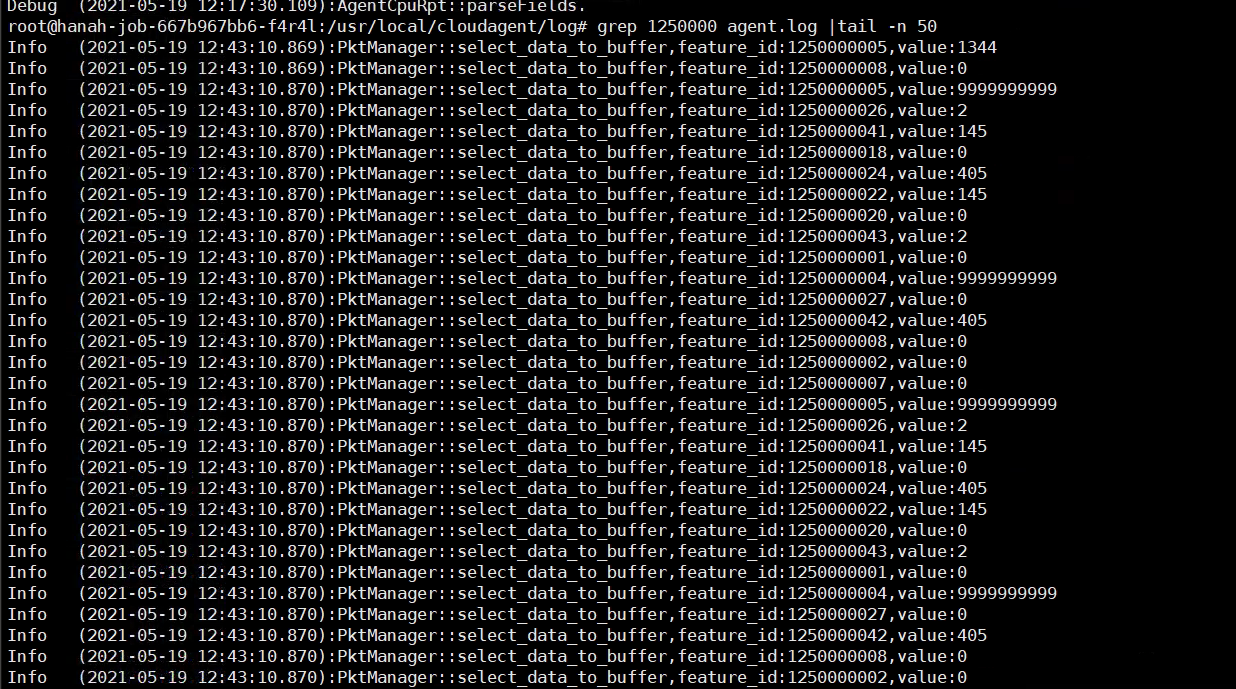 Debug  (2021-05-19 12:17:30.109):AgentCpuRpt::parseFields.
root@hanah-job-667b967bb6-f4r4l:/usr/local/cloudagent/log# grep 1250000 agent.log |tail -n 50
Info   (2021-05-19 12:43:10.869):PktManager::select_data_to_buffer,feature_id:1250000005,value:1344
Info   (2021-05-19 12:43:10.869):PktManager::select_data_to_buffer,feature_id:1250000008,value:0
Info   (2021-05-19 12:43:10.870):PktManager::select_data_to_buffer,feature_id:1250000005,value:9999999999
Info   (2021-05-19 12:43:10.870):PktManager::select_data_to_buffer,feature_id:1250000026,value:2
Info   (2021-05-19 12:43:10.870):PktManager::select_data_to_buffer,feature_id:1250000041,value:145
Info   (2021-05-19 12:43:10.870):PktManager::select_data_to_buffer,feature_id:1250000018,value:0
Info   (2021-05-19 12:43:10.870):PktManager::select_data_to_buffer,feature_id:1250000024,value:405
Info   (2021-05-19 12:43:10.870):PktManager::select_data_to_buffer,feature_id:1250000022,value:145
Info   (2021-05-19 12:43:10.870):PktManager::select_data_to_buffer,feature_id:1250000020,value:0
Info   (2021-05-19 12:43:10.870):PktManager::select_data_to_buffer,feature_id:1250000043,value:2
Info   (2021-05-19 12:43:10.870):PktManager::select_data_to_buffer,feature_id:1250000001,value:0
Info   (2021-05-19 12:43:10.870):PktManager::select_data_to_buffer,feature_id:1250000004,value:9999999999
Info   (2021-05-19 12:43:10.870):PktManager::select_data_to_buffer,feature_id:1250000027,value:0
Info   (2021-05-19 12:43:10.870):PktManager::select_data_to_buffer,feature_id:1250000042,value:405
Info   (2021-05-19 12:43:10.870):PktManager::select_data_to_buffer,feature_id:1250000008,value:0
Info   (2021-05-19 12:43:10.870):PktManager::select_data_to_buffer,feature_id:1250000002,value:0
Info   (2021-05-19 12:43:10.870):PktManager::select_data_to_buffer,feature_id:1250000007,value:0
Info   (2021-05-19 12:43:10.870):PktManager::select_data_to_buffer,feature_id:1250000005,value:9999999999
Info   (2021-05-19 12:43:10.870):PktManager::select_data_to_buffer,feature_id:1250000026,value:2
Info   (2021-05-19 12:43:10.870):PktManager::select_data_to_buffer,feature_id:1250000041,value:145
Info   (2021-05-19 12:43:10.870):PktManager::select_data_to_buffer,feature_id:1250000018,value:0
Info   (2021-05-19 12:43:10.870):PktManager::select_data_to_buffer,feature_id:1250000024,value:405
Info   (2021-05-19 12:43:10.870):PktManager::select_data_to_buffer,feature_id:1250000022,value:145
Info   (2021-05-19 12:43:10.870):PktManager::select_data_to_buffer,feature_id:1250000020,value:0
Info   (2021-05-19 12:43:10.870):PktManager::select_data_to_buffer,feature_id:1250000043,value:2
Info   (2021-05-19 12:43:10.870):PktManager::select_data_to_buffer,feature_id:1250000001,value:0
Info   (2021-05-19 12:43:10.870):PktManager::select_data_to_buffer,feature_id:1250000004,value:9999999999
Info   (2021-05-19 12:43:10.870):PktManager::select_data_to_buffer,feature_id:1250000027,value:0
Info   (2021-05-19 12:43:10.870):PktManager::select_data_to_buffer,feature_id:1250000042,value:405
Info   (2021-05-19 12:43:10.870):PktManager::select_data_to_buffer,feature_id:1250000008,value:0
Info   (2021-05-19 12:43:10.870):PktManager::select_data_to_buffer,feature_id:1250000002,value:0